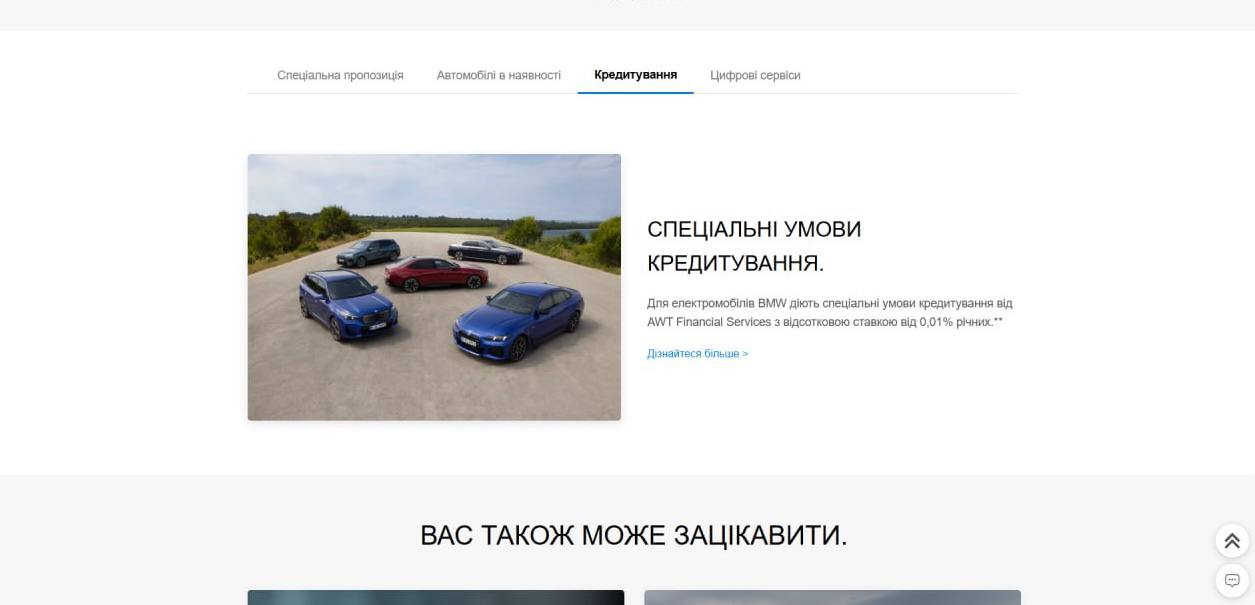 Спеціальна пропозиція Автомобілі в наявності Кредитування Цифрові сервіси
СПЕЦІАЛЬНІ УМОВИ
КРЕДИТУВАННЯ.
Для електромобілів BMW діють спеціальні умови кредитування від
AWT Financial Services з відсотковою ставкою від 0,01% річних.**
Дізнайтеся більше >
ВАС ТАКОЖ МОЖЕ ЗАЦІКАВИТИ.